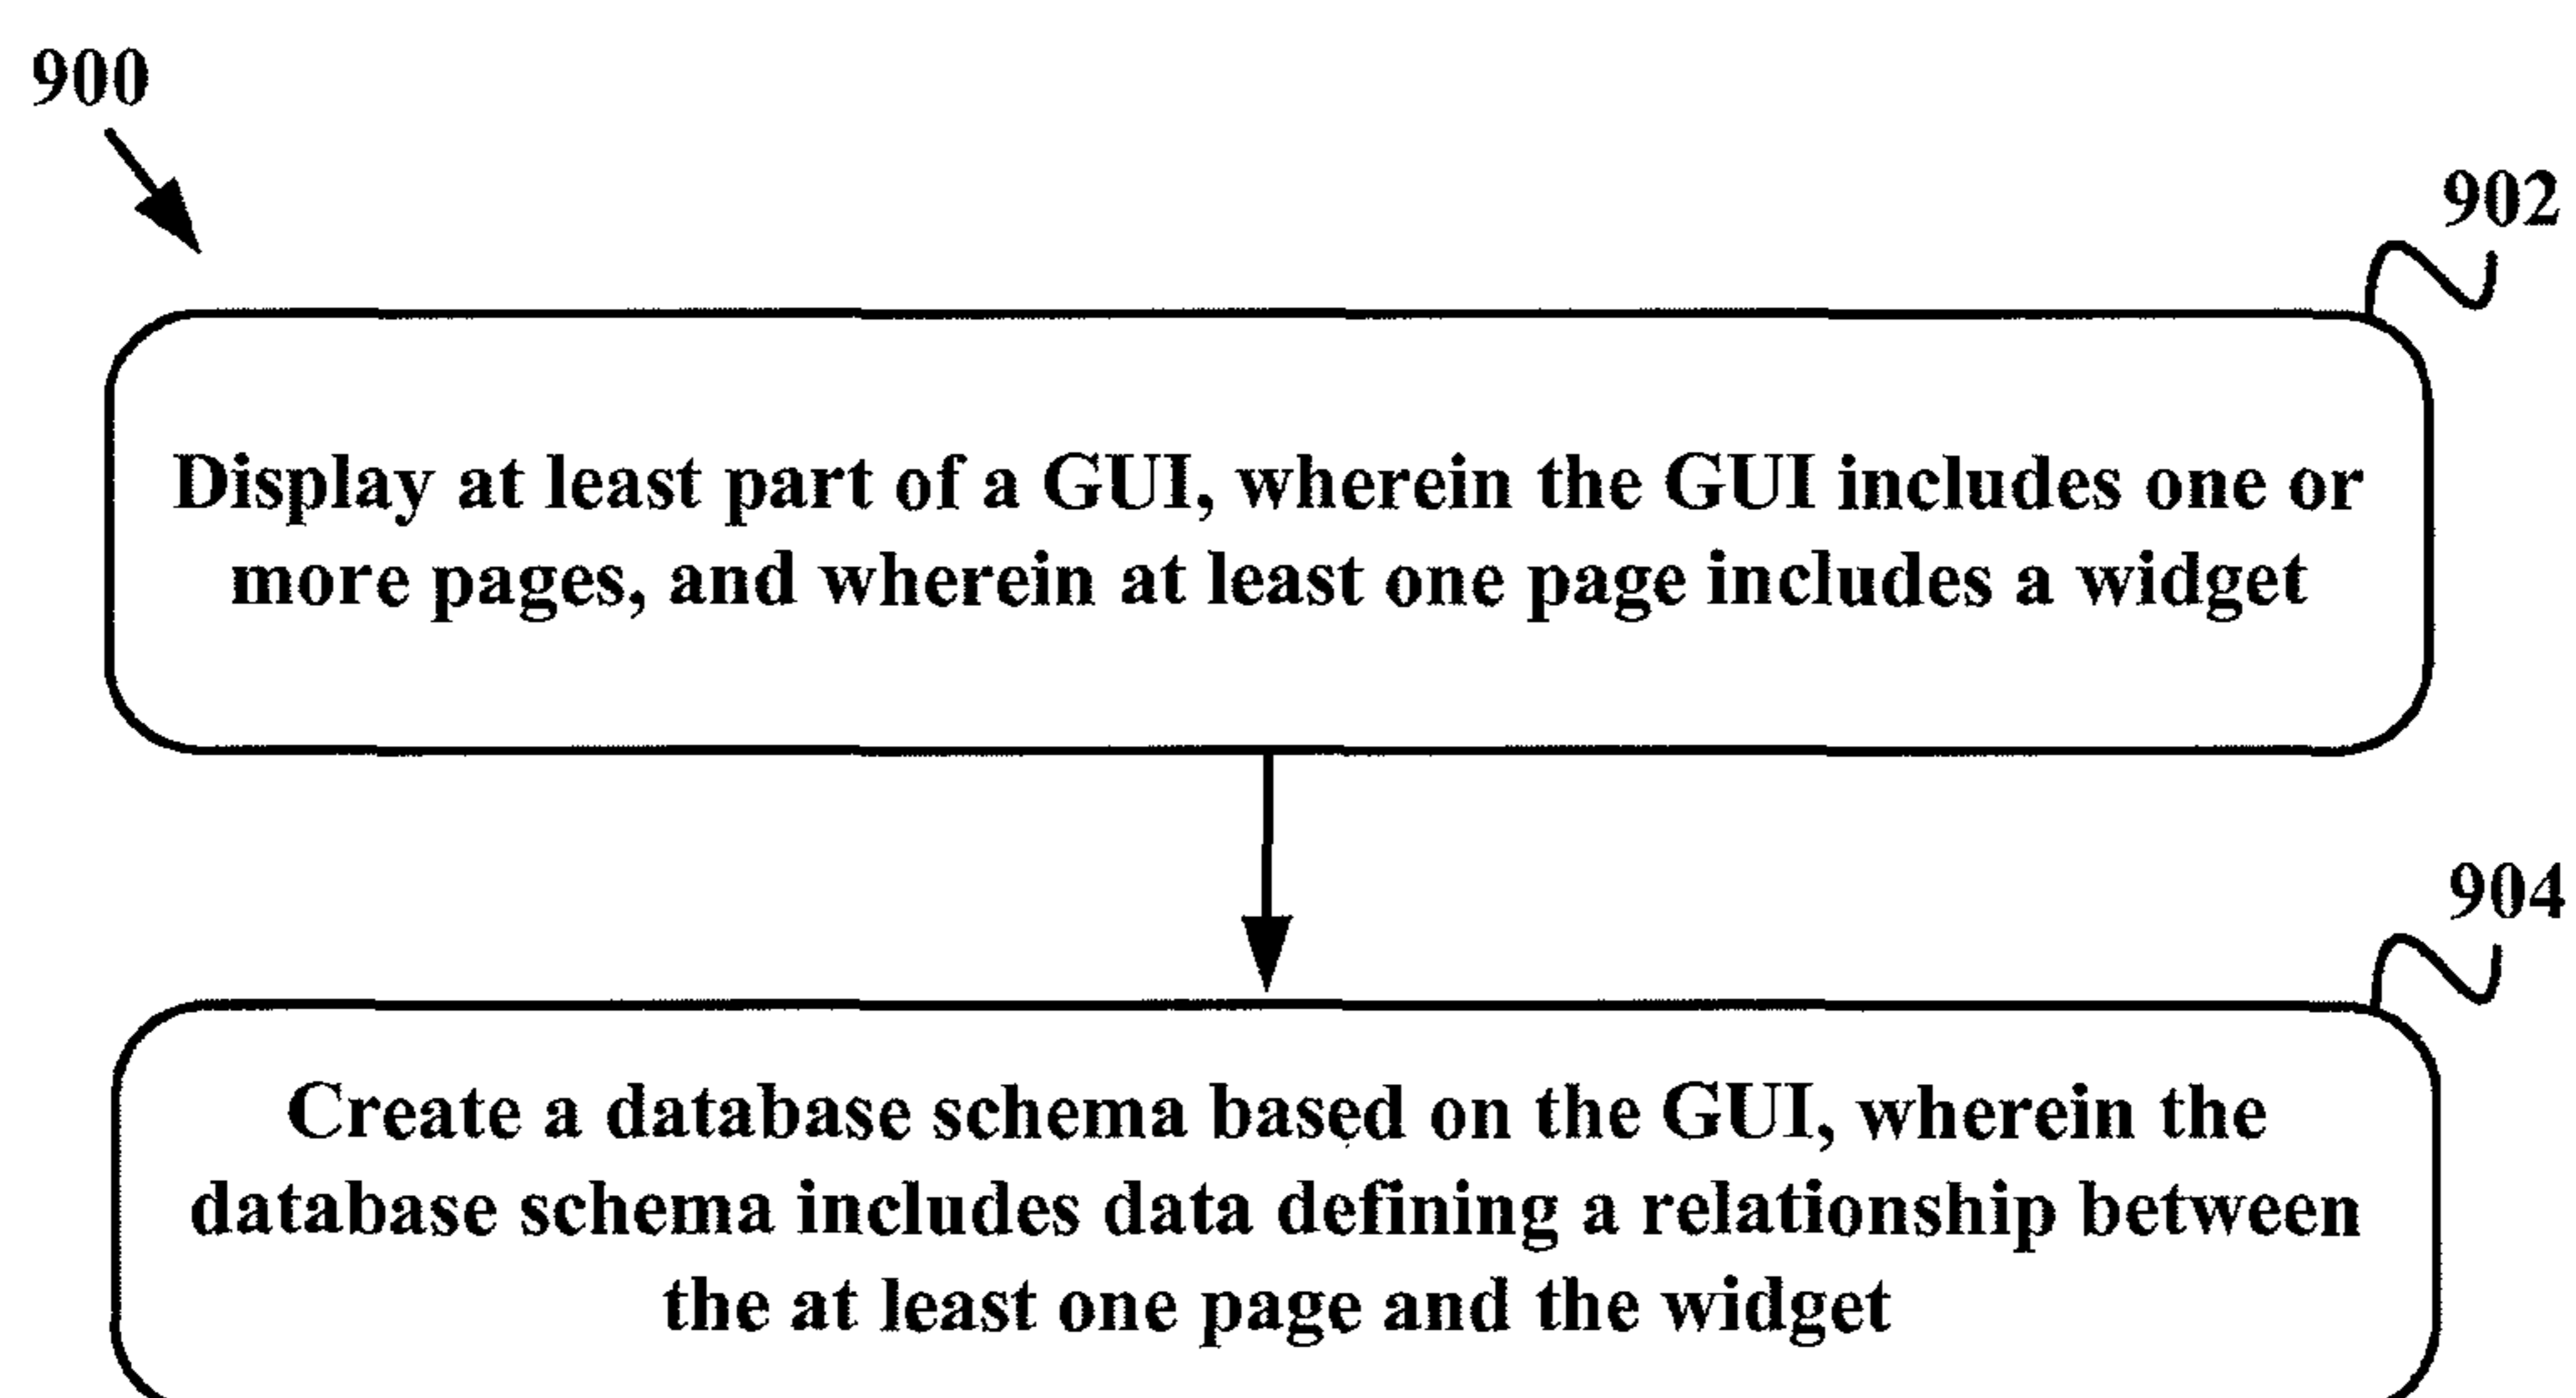 900
902
Display at least part of a GUI, wherein the GUI includes one or
more pages, and wherein at least one page includes a widget
904
Create a database schema based on the GUI, wherein the
database schema includes data defining a relationship between
the at least one page and the widget